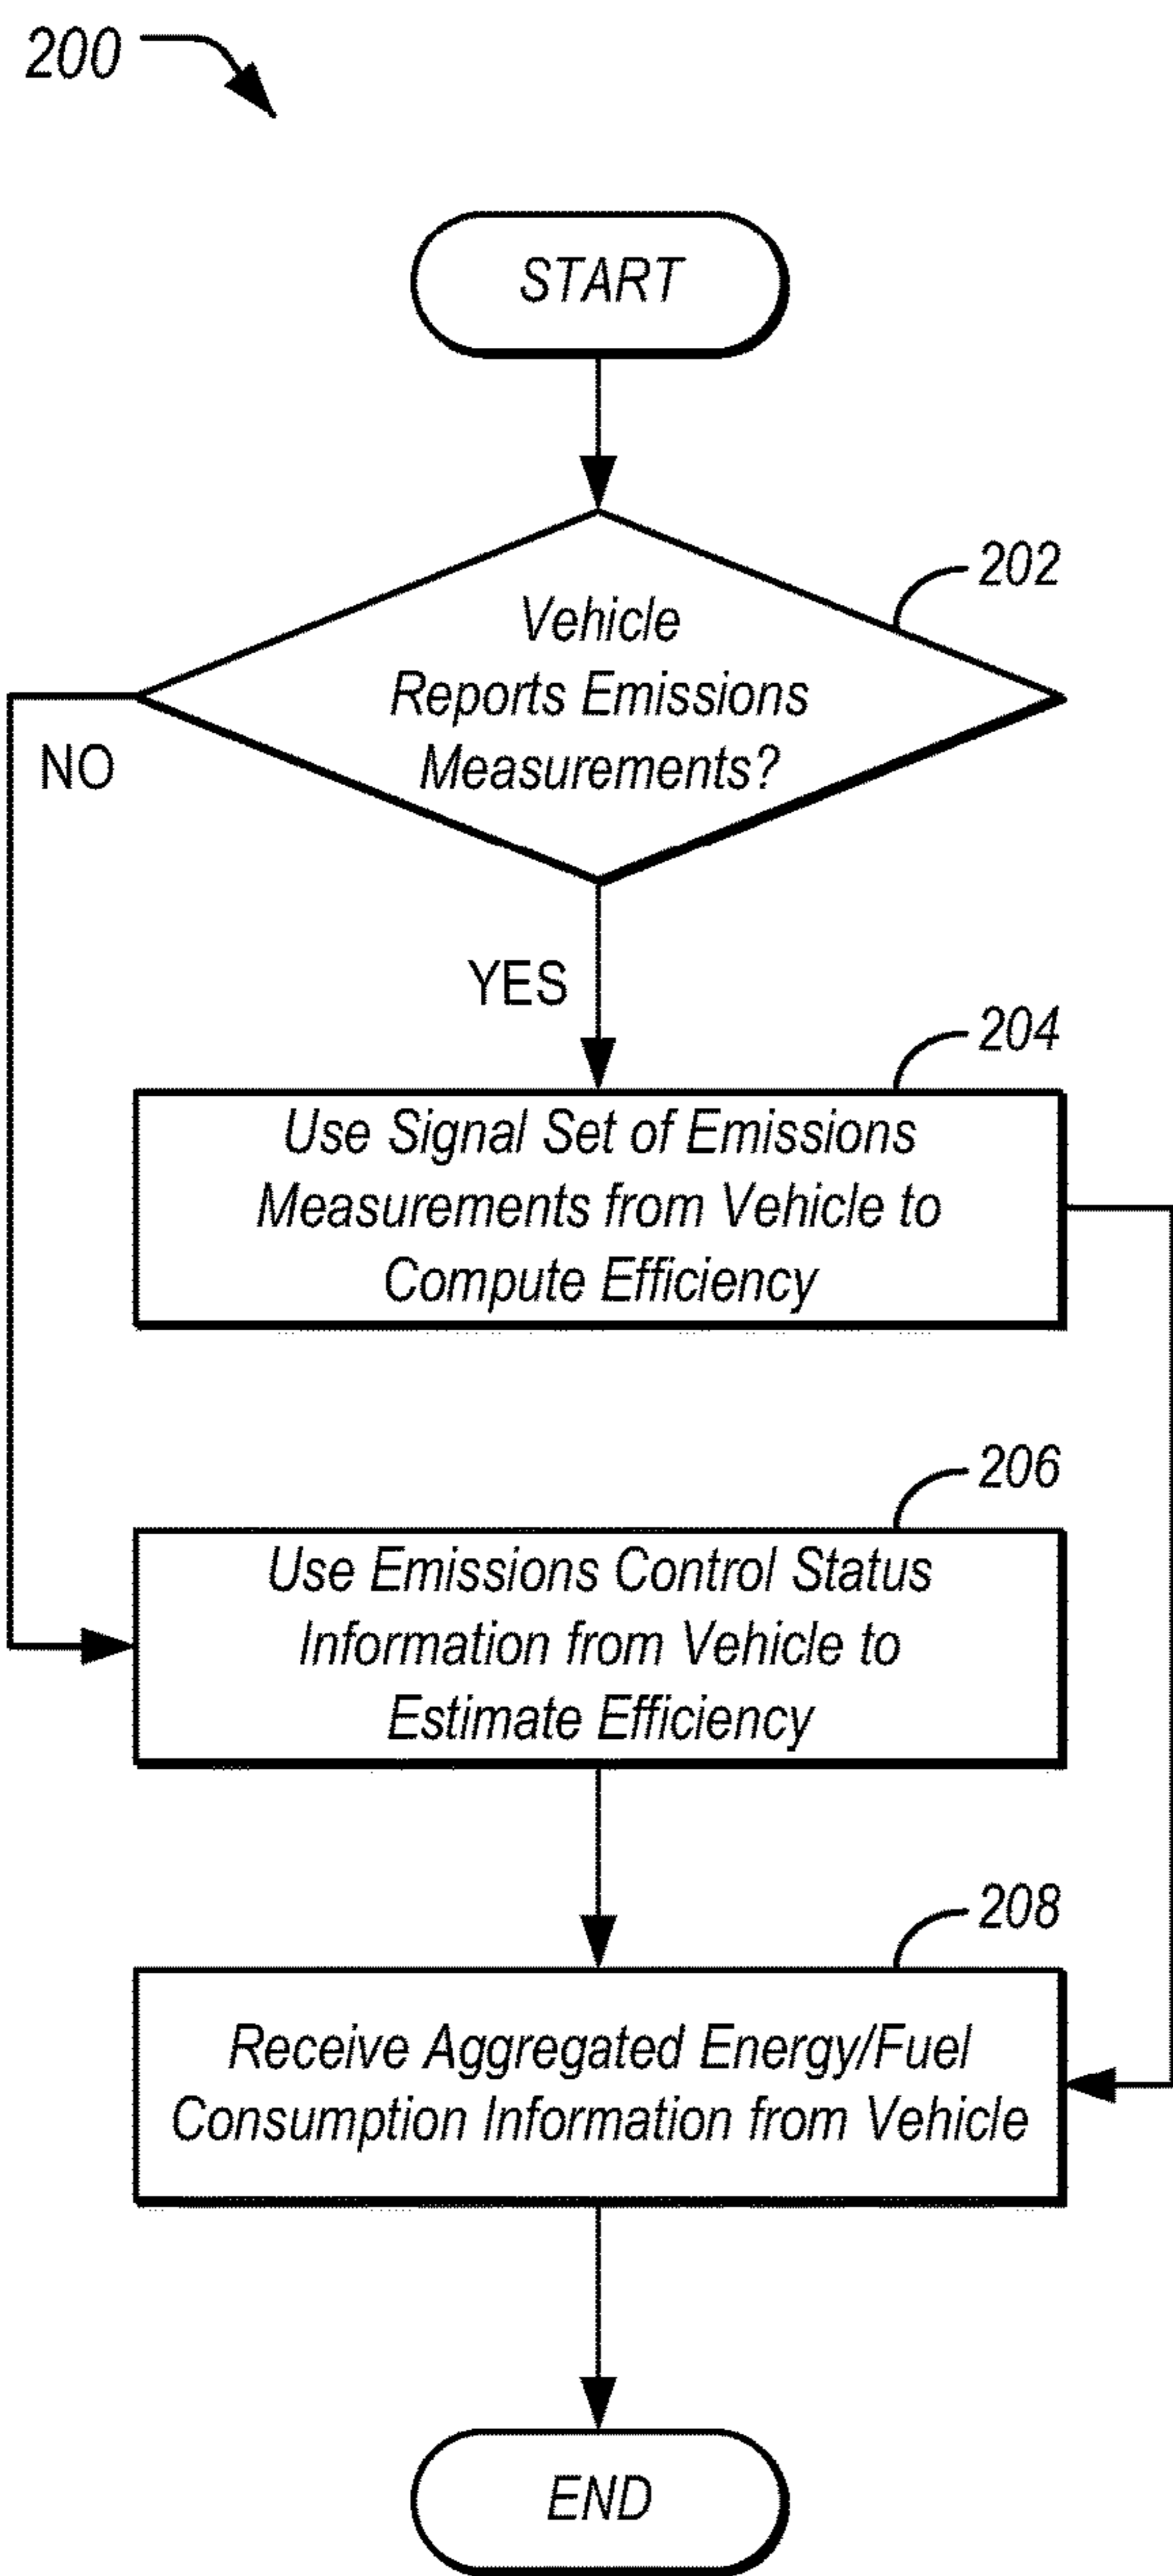 200
START
202
Vehicle
Reports Emissions
Measurements?
NO
YES
204
Use Signal Set of Emissions
Measurements from Vehicle to
Compute Efficiency
206
Use Emissions Control Status
Information from Vehicle to
Estimate Efficiency
208
Receive Aggregated Energy/Fuel
Consumption Information from Vehicle
END